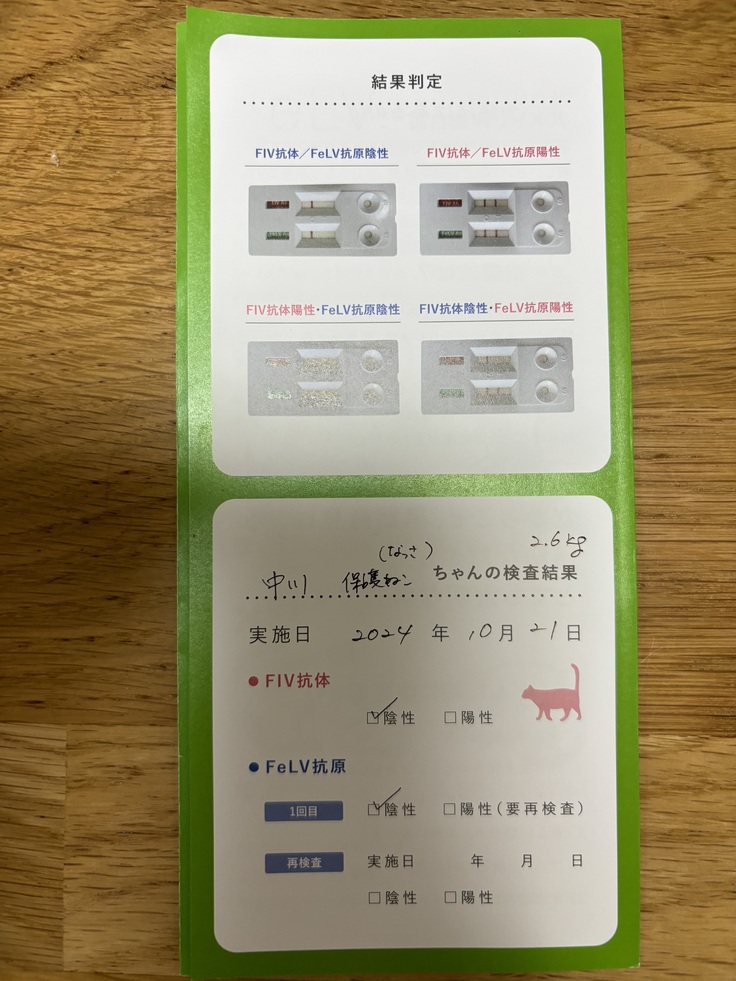 結果判定
FIV抗体／FeLV抗原陰性
FIV抗体／FeLV抗原陽性
FIV抗体陽性・FeLV抗原陰性
FIV抗体陰性・FeLV抗原陽性
2.6kg
(なっさ)
中川 保護ねこ ちゃんの検査結果
実施日 2024 年 10 月 21 日
● FIV抗体
☑陰性 □陽性
● FeLV抗原
1回目 ☑陰性 □陽性(要再検査)
再検査 実施日 年 月 日
□陰性 □陽性